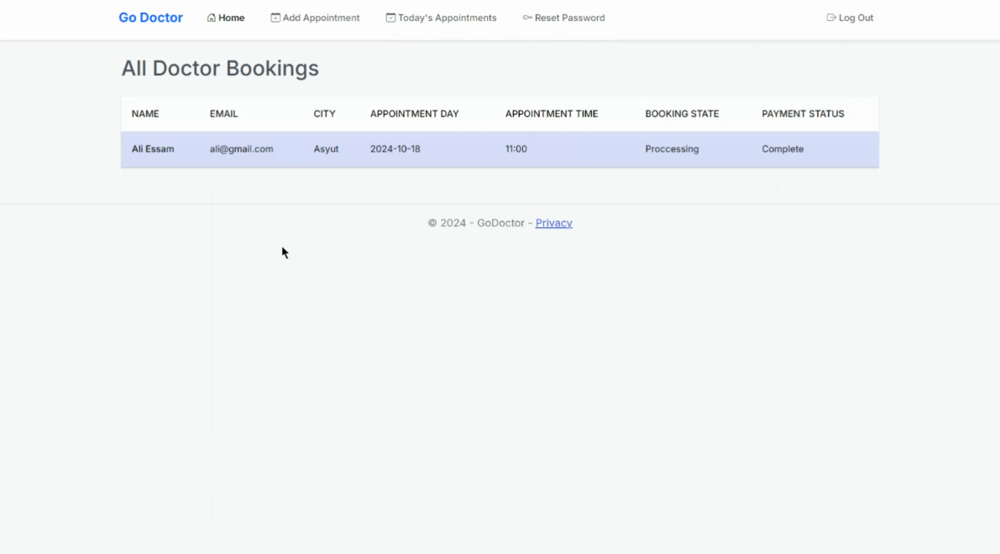 Go Doctor Home Add Appointment Today's Appointments Reset Password Log Out
All Doctor Bookings
NAME EMAIL CITY APPOINTMENT DAY APPOINTMENT TIME BOOKING STATE PAYMENT STATUS
Ali Essam ali@gmail.com Asyut 2024-10-18 11:00 Proccessing Complete
© 2024 - GoDoctor - Privacy